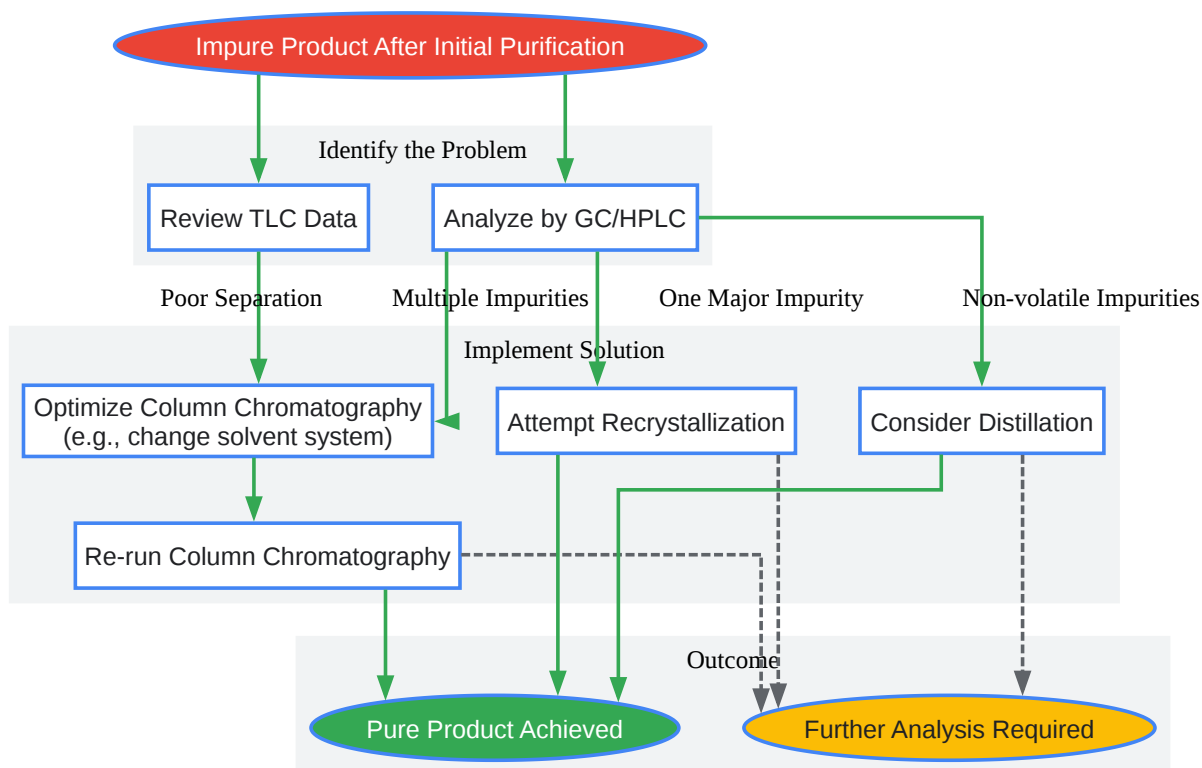 Impure Product After Initial Purification
Identify the Problem
Review TLC Data
Analyze by GC/HPLC
Poor Separation
Multiple Impurities
One Major Impurity
Non-volatile Impurities
Implement Solution
Optimize Column Chromatography
(e.g., change solvent system)
Attempt Recrystallization
Consider Distillation
Re-run Column Chromatography
Outcome
Pure Product Achieved
Further Analysis Required